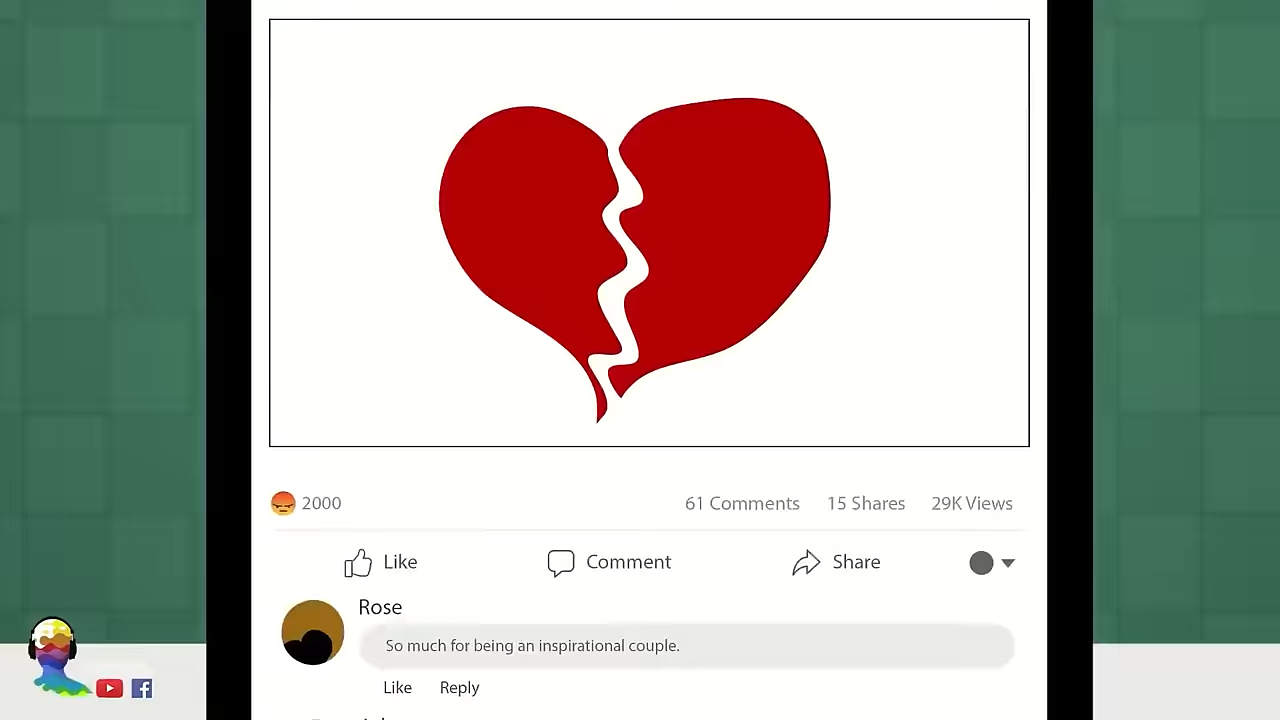 2000
61 Comments 15 Shares 29K Views
Like Comment Share
Rose
So much for being an inspirational couple.
Like Reply